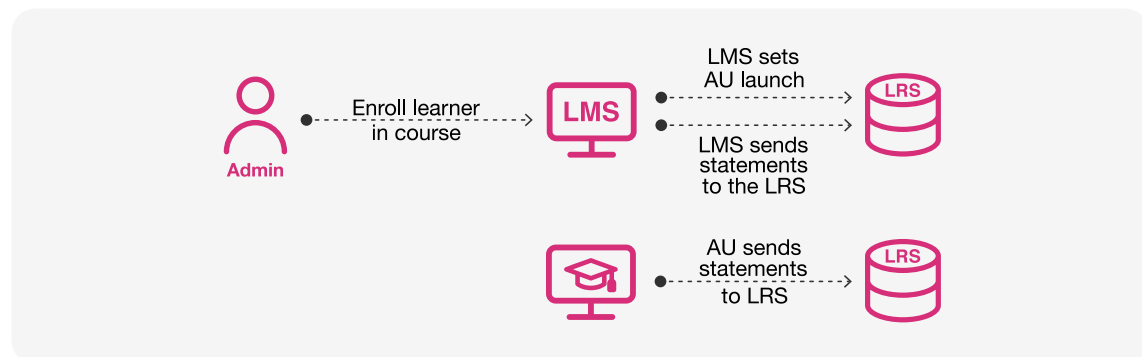 Admin
Enroll learner
in course
LMS
LMS sets
AU launch
LMS sends
statements
to the LRS
LRS
AU sends
statements
to LRS
LRS